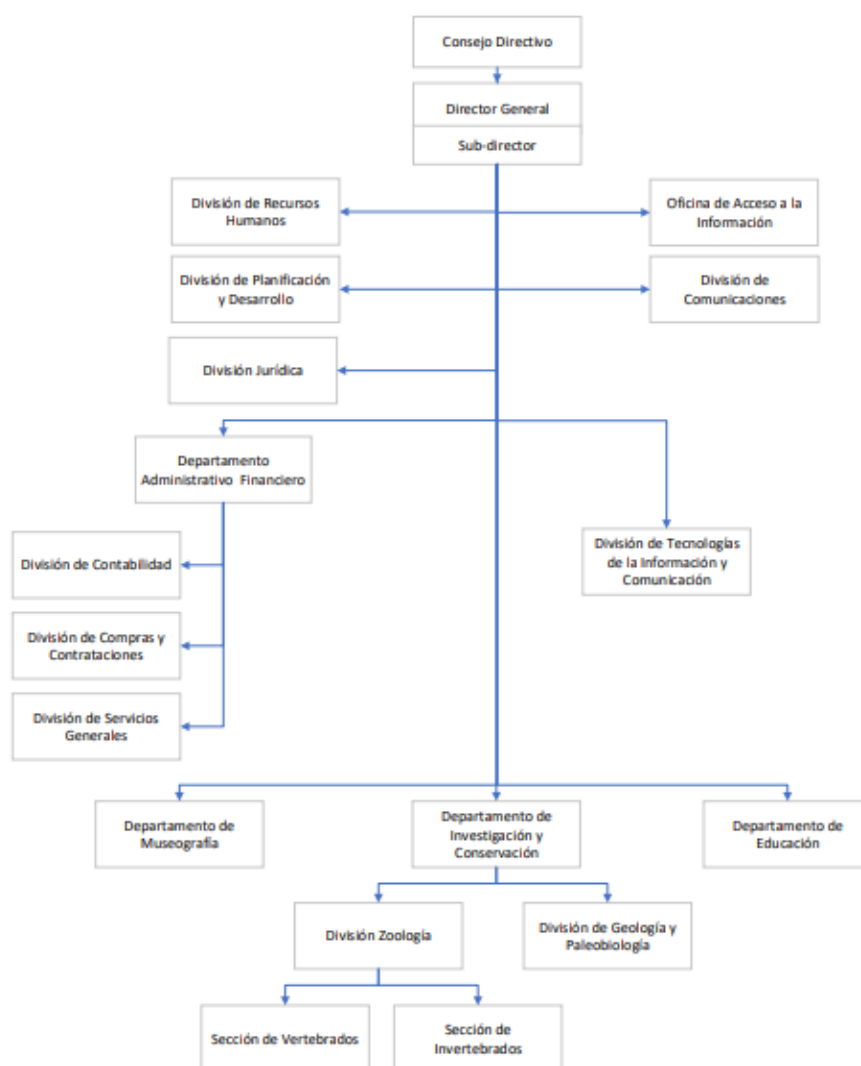 Consejo Directivo
Director General
Sub-director
División de Recursos
Humanos
Oficina de Acceso a la
Información
División de Planificación
y Desarrollo
División de
Comunicaciones
División Jurídica
Departamento
Administrativo Financiero
División de Tecnologías
de la Información y
Comunicación
División de Contabilidad
División de Compras y
Contrataciones
División de Servicios
Generales
Departamento de
Museografía
Departamento de
Investigación y
Conservación
Departamento de
Educación
División Zoología
División de Geología y
Paleobiología
Sección de Vertebrados
Sección de
Invertebrados